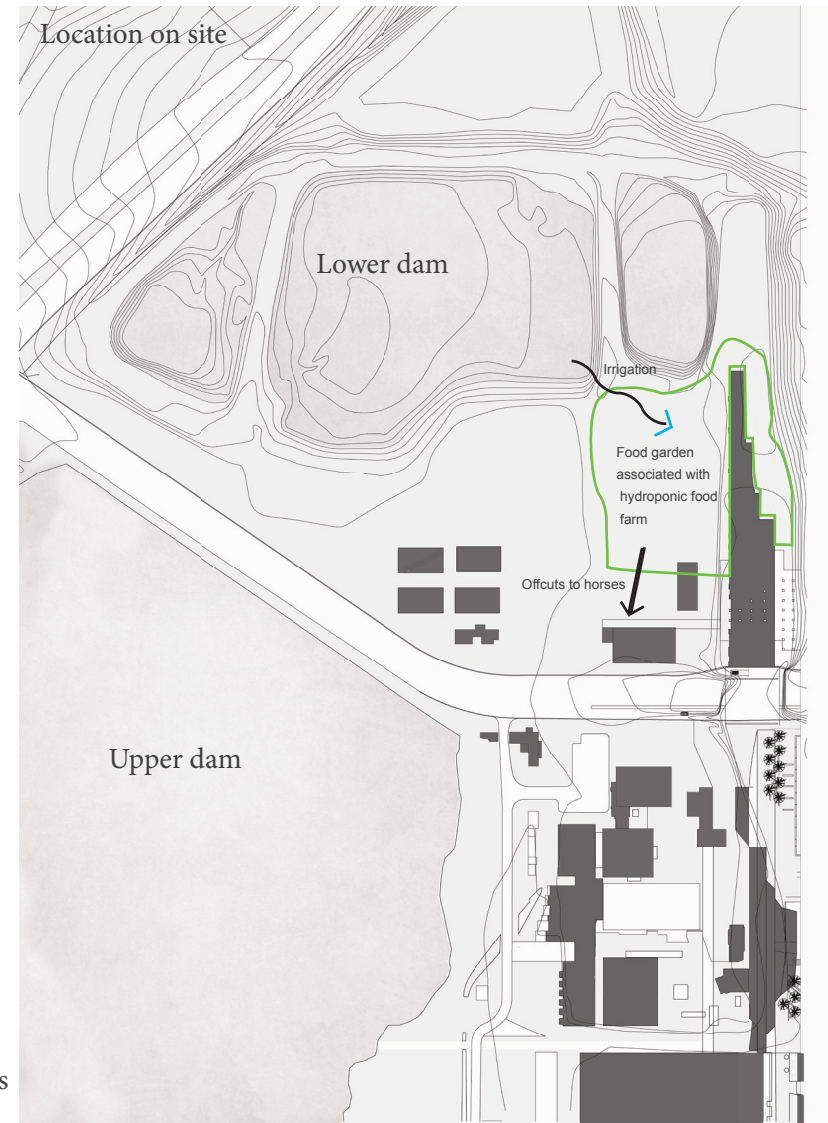 Location on site
Lower dam
Irrigation
Food garden
associated with
hydroponic food
farm
Offcuts to horses
Upper dam
s